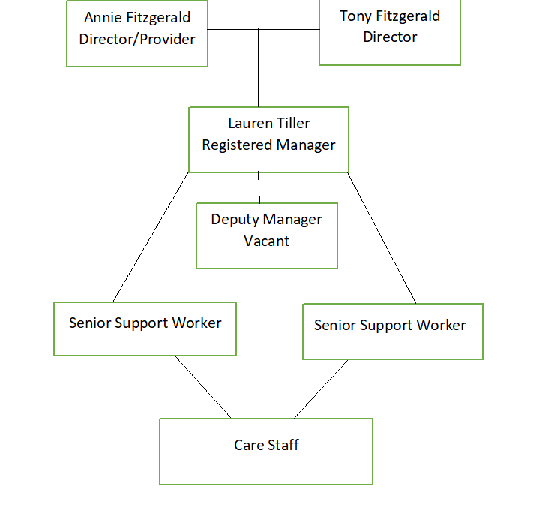 Annie Fitzgerald
Director/Provider
Tony Fitzgerald
Director
Lauren Tiller
Registered Manager
Deputy Manager
Vacant
Senior Support Worker
Senior Support Worker
Care Staff